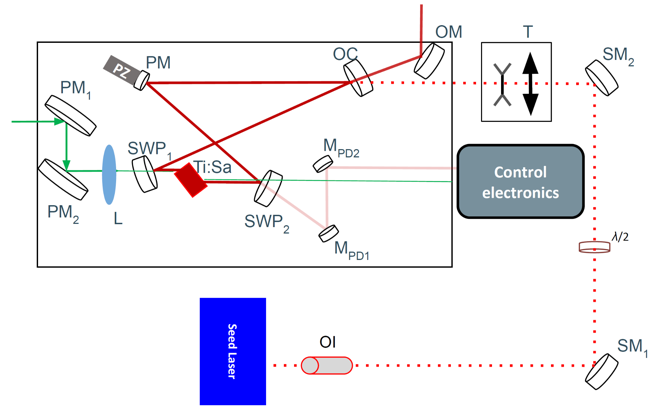 OM
T
SM2
PM
OC
PZ
PM1
SWP1
MPD2
Ti:Sa
Control
electronics
PM2
L
SWP2
MPD1
λ/2
Seed Laser
OI
SM1